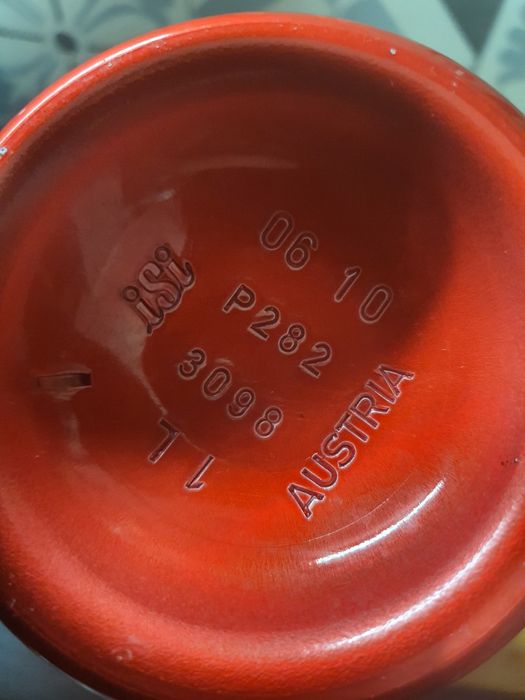 iSi
06 10
P282
3098
1 L
AUSTRIA